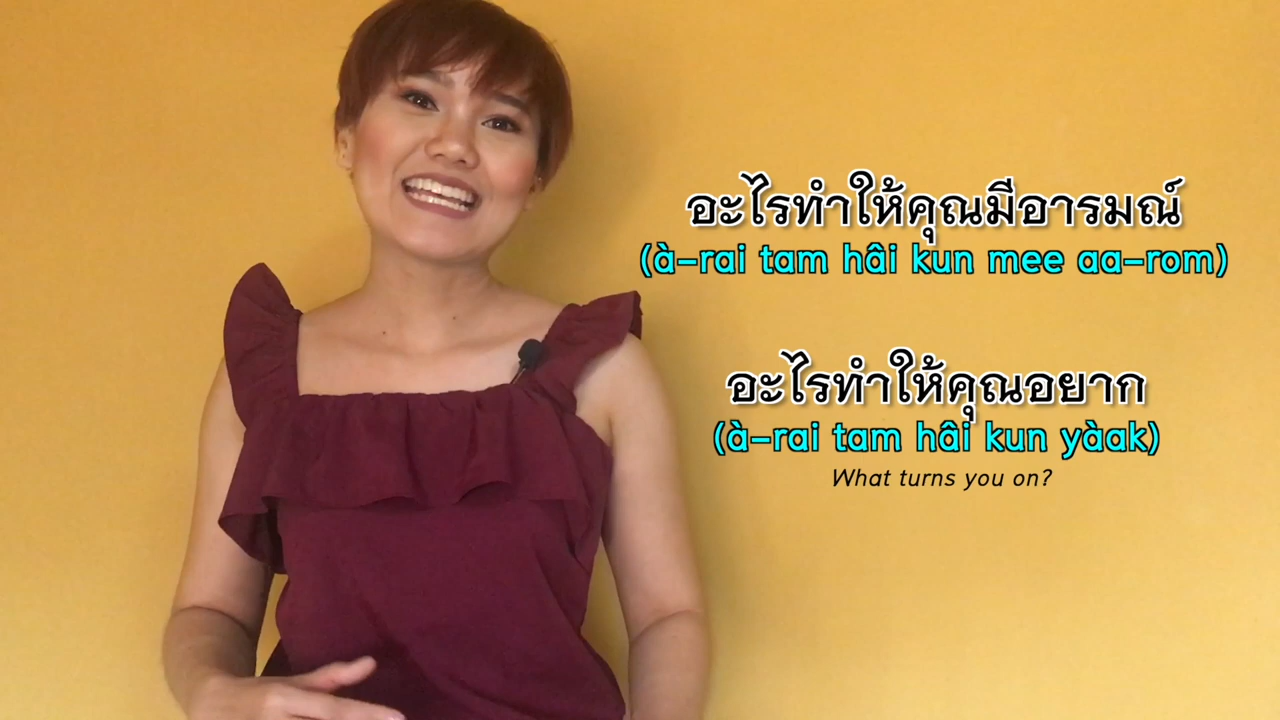 อะไรทำให้คุณมีอารมณ์
(à-rai tam hâi kun mee aa-rom)
อะไรทำให้คุณอยาก
(à-rai tam hâi kun yàak)
What turns you on?